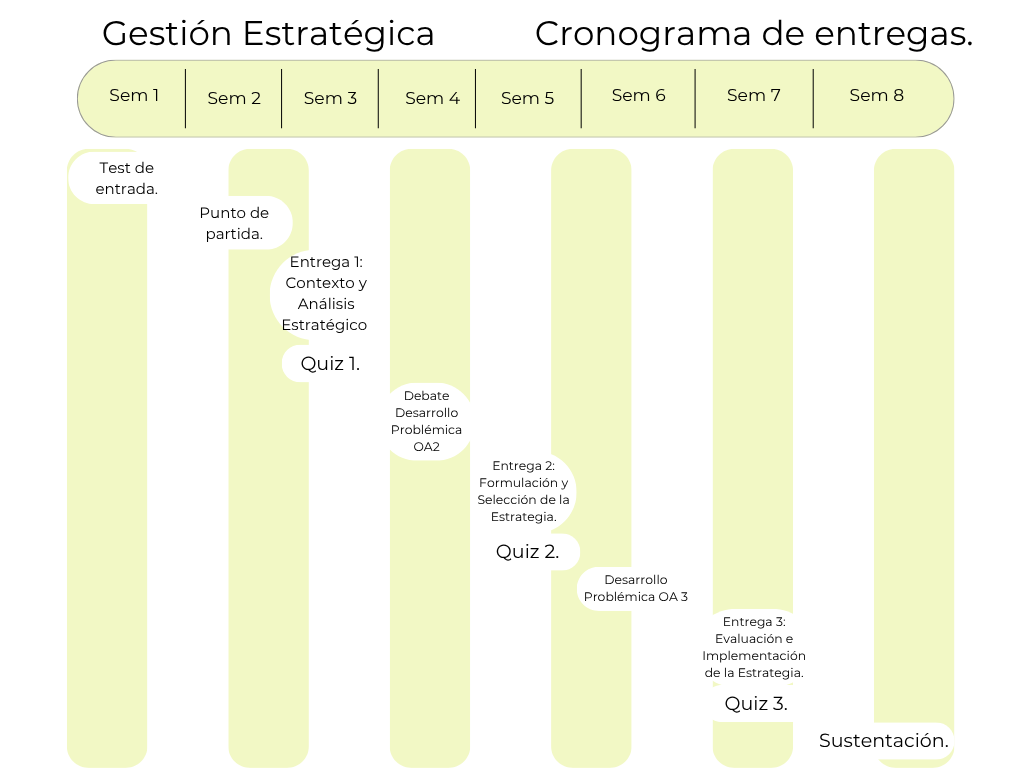 Gestión Estratégica
Cronograma de entregas.
Sem 1
Sem 2
Sem 3
Sem 4
Sem 5
Sem 6
Sem 7
Sem 8
Test de
entrada.
Punto de
partida.
Entrega 1:
Contexto y
Análisis
Estratégico
Quiz 1.
Debate
Desarrollo
Problémica
OA2
Entrega 2:
Formulación y
Selección de la
Estrategia.
Quiz 2.
Desarrollo
Problémica OA 3
Entrega 3:
Evaluación e
Implementación
de la Estrategia.
Quiz 3.
Sustentación.